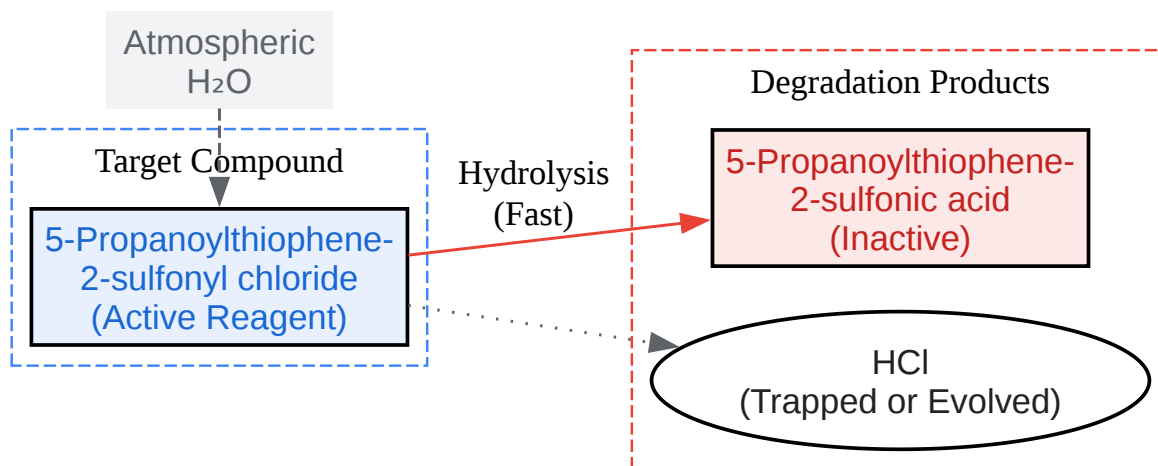 Atmospheric
H₂O
Target Compound
5-Propanoylthiophene-
2-sulfonyl chloride
(Active Reagent)
Hydrolysis
(Fast)
Degradation Products
5-Propanoylthiophene-
2-sulfonic acid
(Inactive)
HCl
(Trapped or Evolved)